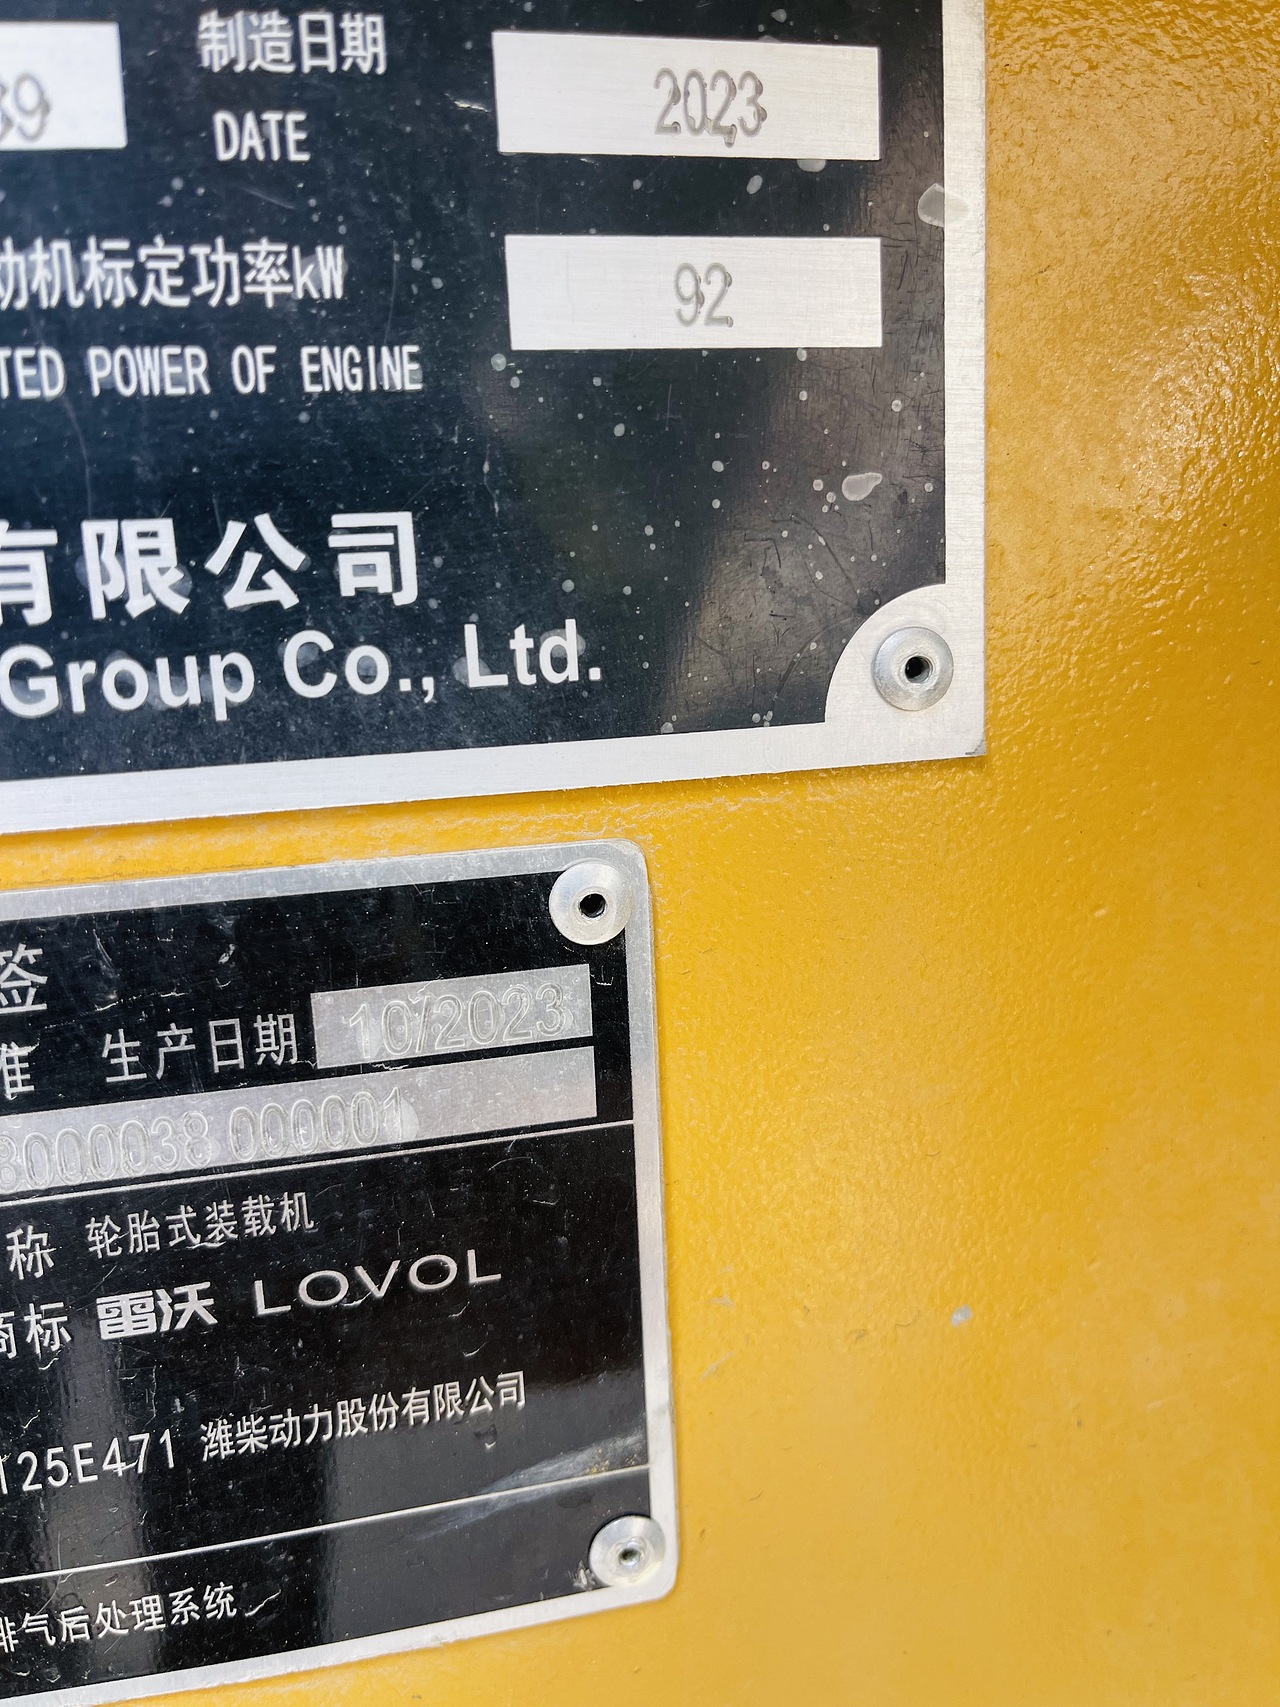 39 制造日期 2023
DATE
动机标定功率kW 92
TED POWER OF ENGINE
有限公司
Group Co., Ltd.
签
准 生产日期 10/2023
8000038 000001
称 轮胎式装载机
商标 雷沃 LOVOL
125E471 潍柴动力股份有限公司
排气后处理系统